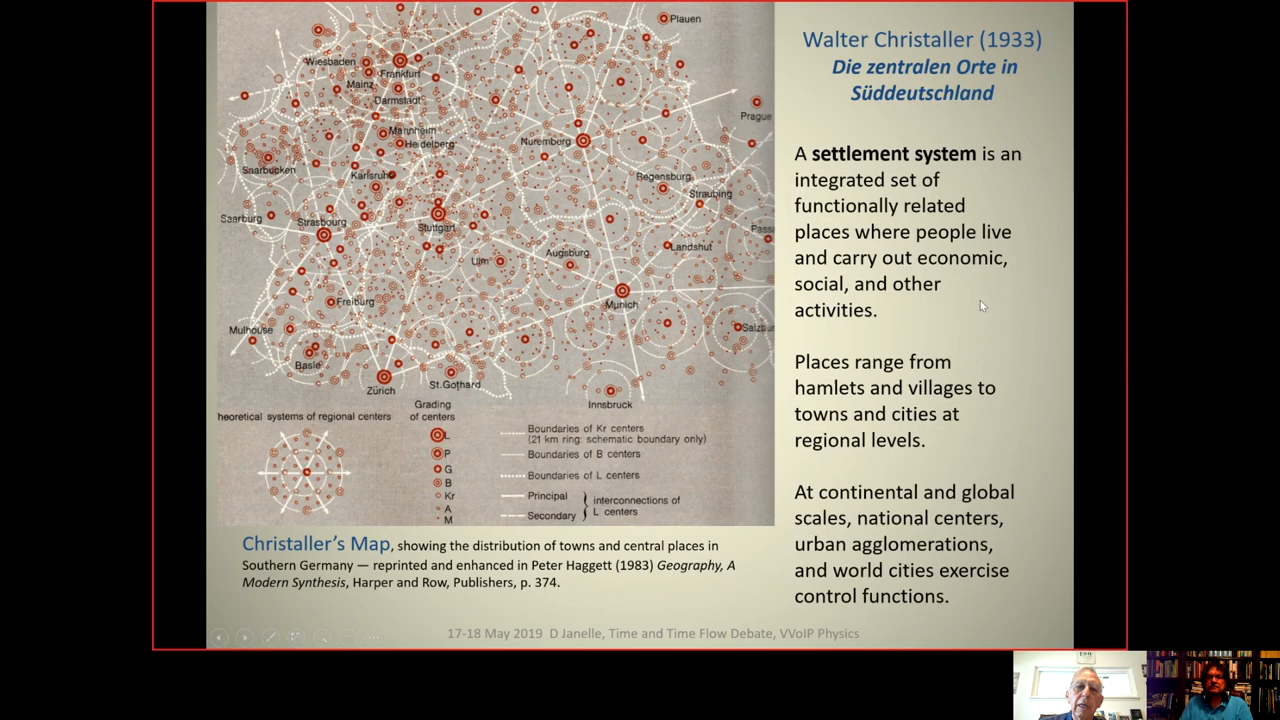 Plauen
Wiesbaden
Frankfurt
Mainz
Darmstadt
Prague
Mannheim
Heidelberg
Nuremberg
Saarbucken
Karlsruhe
Regensburg
Straubing
Saarburg
Strasbourg
Stuttgart
Passa
Landshut
Ulm
Augsburg
Munich
Freiburg
Mulhouse
Salzbur
Basle
Zürich
St.Gothard
Innsbruck
heoretical systems of regional centers
Grading
of centers
L
P
G
B
Kr
A
M
Boundaries of Kr centers
(21 km ring: schematic boundary only)
Boundaries of B centers
Boundaries of L centers
Principal
Secondary
interconnections of
L centers
Christaller's Map, showing the distribution of towns and central places in
Southern Germany — reprinted and enhanced in Peter Haggett (1983) Geography, A
Modern Synthesis, Harper and Row, Publishers, p. 374.
Walter Christaller (1933)
Die zentralen Orte in
Süddeutschland
A settlement system is an
integrated set of
functionally related
places where people live
and carry out economic,
social, and other
activities.
Places range from
hamlets and villages to
towns and cities at
regional levels.
At continental and global
scales, national centers,
urban agglomerations,
and world cities exercise
control functions.
17-18 May 2019 D Janelle, Time and Time Flow Debate, VVoIP Physics